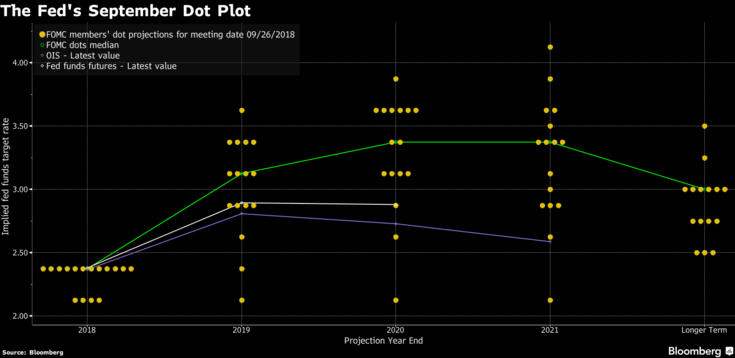 The Fed's September Dot Plot
FOMC members' dot projections for meeting date 09/26/2018
FOMC dots median
OIS - Latest value
Fed funds futures - Latest value
Implied fed funds target rate
4.00
3.50
3.00
2.50
2.00
2018 2019 2020 2021 Longer Term
Projection Year End
Source: Bloomberg
Bloomberg